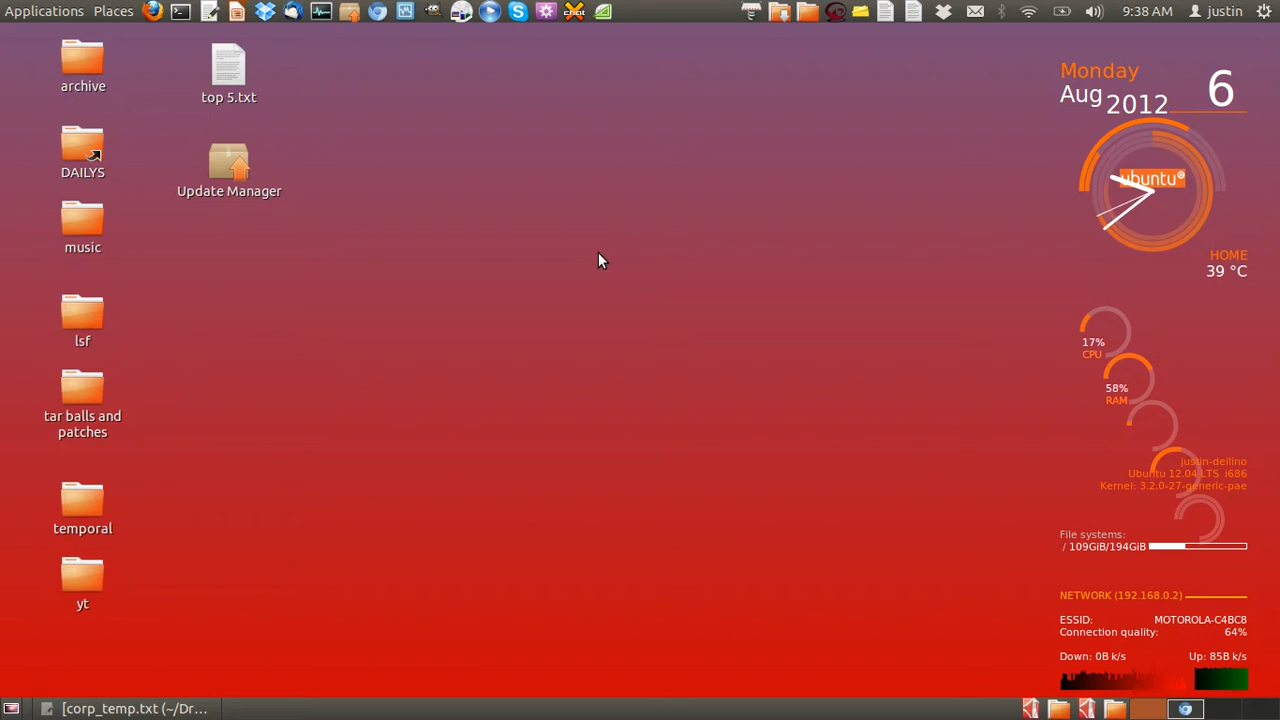 Applications Places
9:38 AM justin
archive
top 5.txt
DAILYS
Update Manager
music
lsf
tar balls and
patches
temporal
yt
Monday
Aug 2012 6
ubuntu®
HOME
39 °C
17%
CPU
58%
RAM
justin-dellino
Ubuntu 12.04 LTS i686
Kernel: 3.2.0-27-generic-pae
File systems:
/ 109GiB/194GiB
NETWORK (192.168.0.2)
ESSID: MOTOROLA-C4BC8
Connection quality: 64%
Down: 0B k/s Up: 85B k/s
[corp_temp.txt (~/Dr...